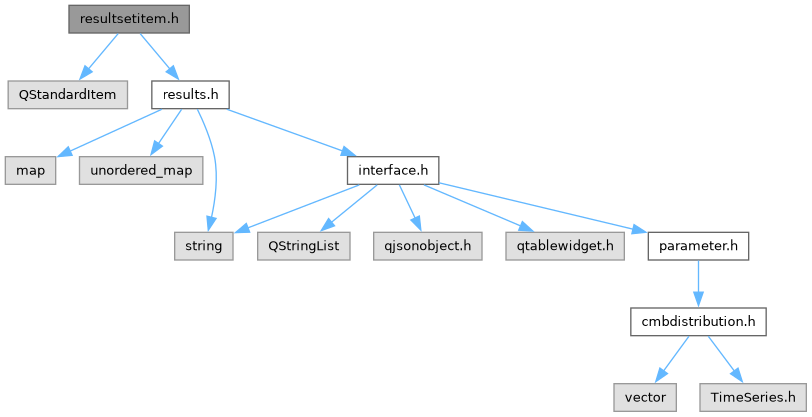 resultsetitem.h
QStandardItem
results.h
map
unordered_map
interface.h
string
QStringList
qjsonobject.h
qtablewidget.h
parameter.h
cmbdistribution.h
vector
TimeSeries.h